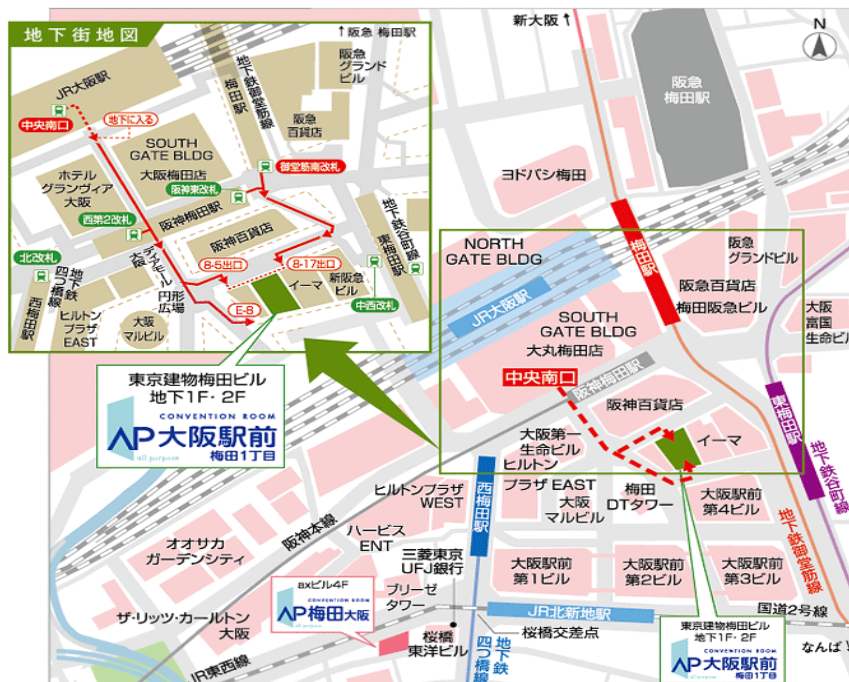 地下街地図
↑阪急 梅田駅
JR大阪駅
中央南口
地下に入る
SOUTH
GATE BLDG
大阪梅田店
ホテル
グランヴィア
大阪
梅田駅
地下鉄御堂筋線
阪急
グランド
ビル
阪急
百貨店
御堂筋南改札
阪神東改札
西第2改札
阪神梅田駅
阪神百貨店
北改札
地下鉄
四つ橋線
西梅田駅
ディアモール
大阪
円形
広場
8-5出口
8-17出口
E-8
イーマ
新阪急
ビル
東梅田駅
地下鉄谷町線
中西改札
ヒルトン
プラザ
EAST
大阪
マルビル
東京建物梅田ビル
地下1F・2F
CONVENTION ROOM
AP大阪駅前
all purpose
梅田1丁目
新大阪↑
N
阪急
梅田駅
ヨドバシ梅田
NORTH
GATE BLDG
JR大阪駅
梅田駅
阪急
グランドビル
阪急百貨店
梅田阪急ビル
SOUTH
GATE BLDG
大丸梅田店
大阪
富国
生命ビル
中央南口
阪神梅田駅
阪神百貨店
東梅田駅
地下鉄谷町線
イーマ
大阪第一
生命ビル
ヒルトン
プラザ EAST
西梅田駅
ヒルトンプラザ
WEST
大阪
マルビル
梅田
DTタワー
大阪駅前
第4ビル
阪神本線
ハービス
ENT
オオサカ
ガーデンシティ
三菱東京
UFJ銀行
大阪駅前
第1ビル
大阪駅前
第2ビル
大阪駅前
第3ビル
地下鉄御堂筋線
axビル4F
CONVENTION ROOM
AP梅田大阪
all purpose
ブリーゼ
タワー
JR北新地駅
国道2号線
ザ・リッツ・カールトン
大阪
桜橋
東洋ビル
地下鉄
四つ橋線
桜橋交差点
JR東西線
東京建物梅田ビル
地下1F・2F
CONVENTION ROOM
AP大阪駅前
all purpose
梅田1丁目
なんば